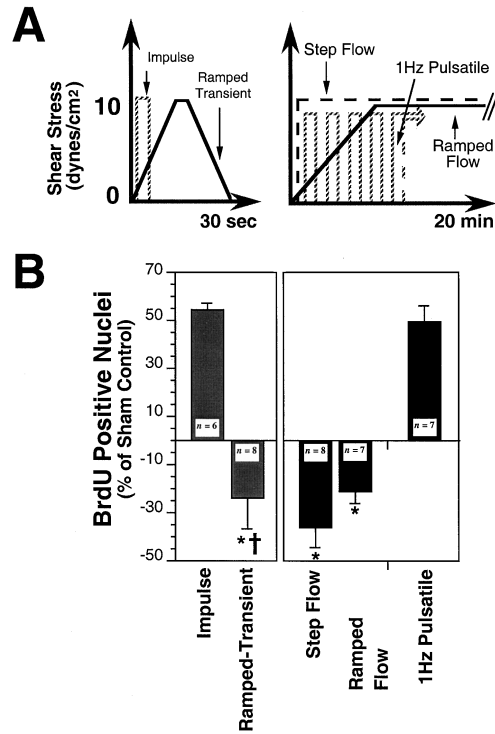 A
Shear Stress
(dynes/cm2)
10
0
Impulse
Ramped
Transient
30 sec
Step Flow
1Hz Pulsatile
Ramped
Flow
20 min
B
BrdU Positive Nuclei
(% of Sham Control)
70
50
30
10
-10
-30
-50
n = 6
n = 8
*†
n = 8
*
n = 7
*
n = 7
Impulse
Ramped-Transient
Step Flow
Ramped
Flow
1Hz Pulsatile